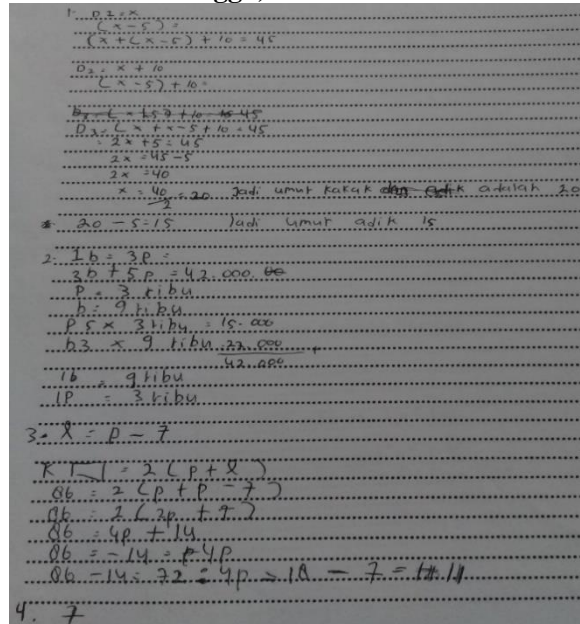 1. D1 = x
(x - 5) =
(x + (x - 5) + 10 = 45
D2 = x + 10
(x - 5) + 10 =
D3 = (x + x - 5 + 10 = 45
= 2x + 5 = 45
2x = 45 - 5
2x = 40
x = 40/2 = 20 Jadi umur kakak adalah 20
20 - 5 = 15 Jadi umur adik 15
2. 1b = 3p =
3b + 5p = 42.000
P = 3 ribu
b = 9 ribu
P 5 x 3 ribu = 15.000
b3 x 9 ribu 27.000 +
42.000
1b = 9 ribu
1P = 3 ribu
3. l = p - 7
= 2 (p + l)
86 = 2 (p + p - 7)
86 = 2 (2p + 7)
86 = 4p + 14
86 = -14 = 4p
86 - 14 = 72 = 4p = 18 - 7 = 11
4. 7